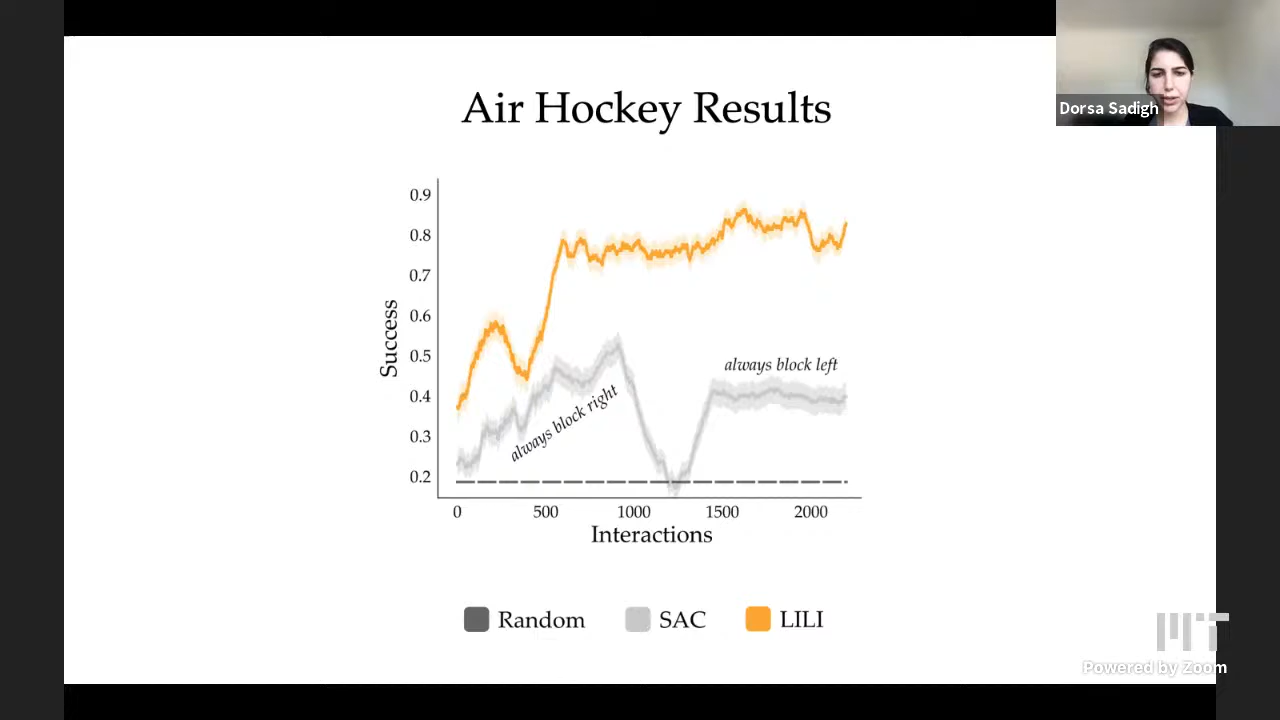 Air Hockey Results
Dorsa Sadigh
0.9
0.8
0.7
0.6
0.5
0.4
0.3
0.2
Success
always block right
always block left
0 500 1000 1500 2000
Interactions
Random SAC LILI
MIT
Powered by Zoom